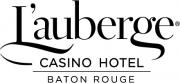 L'auberge®
CASINO HOTEL
BATON ROUGE